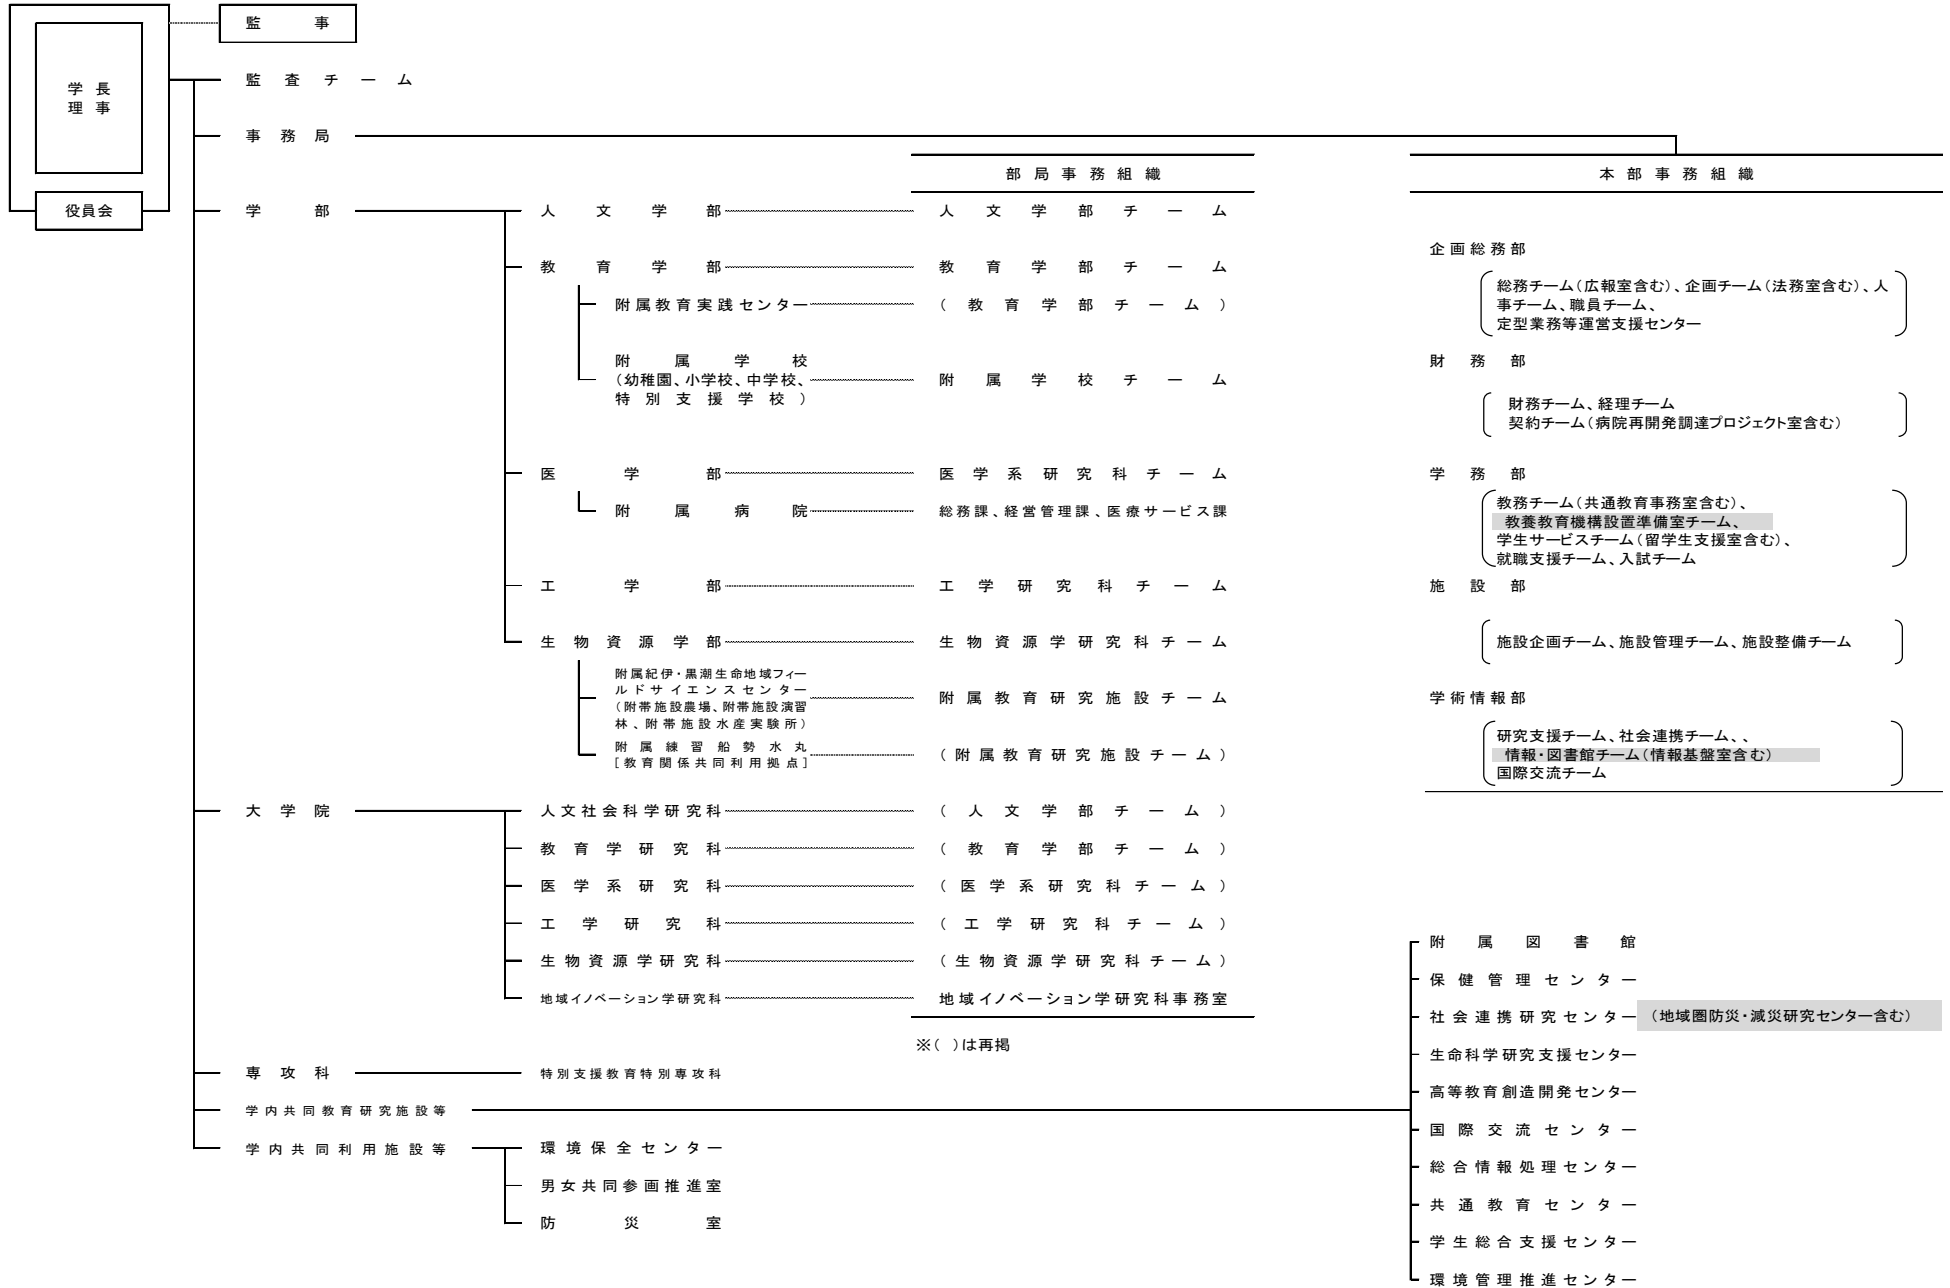 監事
学長
理事
役員会
監査チーム
事務局
部局事務組織
本部事務組織
学部
人文学部
人文学部チーム
教育学部
教育学部チーム
附属教育実践センター
(教育学部チーム)
附属学校
(幼稚園、小学校、中学校、
特別支援学校)
附属学校チーム
医学部
医学系研究科チーム
附属病院
総務課、経営管理課、医療サービス課
工学部
工学研究科チーム
生物資源学部
生物資源学研究科チーム
附属紀伊・黒潮生命地域フィー
ルドサイエンスセンター
(附帯施設農場、附帯施設演習
林、附帯施設水産実験所)
附属教育研究施設チーム
附属練習船勢水丸
[教育関係共同利用拠点]
(附属教育研究施設チーム)
企画総務部
総務チーム(広報室含む)、企画チーム(法務室含む)、人
事チーム、職員チーム、
定型業務等運営支援センター
財務部
財務チーム、経理チーム
契約チーム(病院再開発調達プロジェクト室含む)
学務部
教務チーム(共通教育事務室含む)、
教養教育機構設置準備室チーム、
学生サービスチーム(留学生支援室含む)、
就職支援チーム、入試チーム
施設部
施設企画チーム、施設管理チーム、施設整備チーム
学術情報部
研究支援チーム、社会連携チーム、、
情報・図書館チーム(情報基盤室含む)
国際交流チーム
大学院
人文社会科学研究科
(人文学部チーム)
教育学研究科
(教育学部チーム)
医学系研究科
(医学系研究科チーム)
工学研究科
(工学研究科チーム)
生物資源学研究科
(生物資源学研究科チーム)
地域イノベーション学研究科
地域イノベーション学研究科事務室
※( )は再掲
専攻科
特別支援教育特別専攻科
学内共同教育研究施設等
附属図書館
保健管理センター
社会連携研究センター (地域圏防災・減災研究センター含む)
生命科学研究支援センター
高等教育創造開発センター
国際交流センター
総合情報処理センター
共通教育センター
学生総合支援センター
環境管理推進センター
学内共同利用施設等
環境保全センター
男女共同参画推進室
防災室